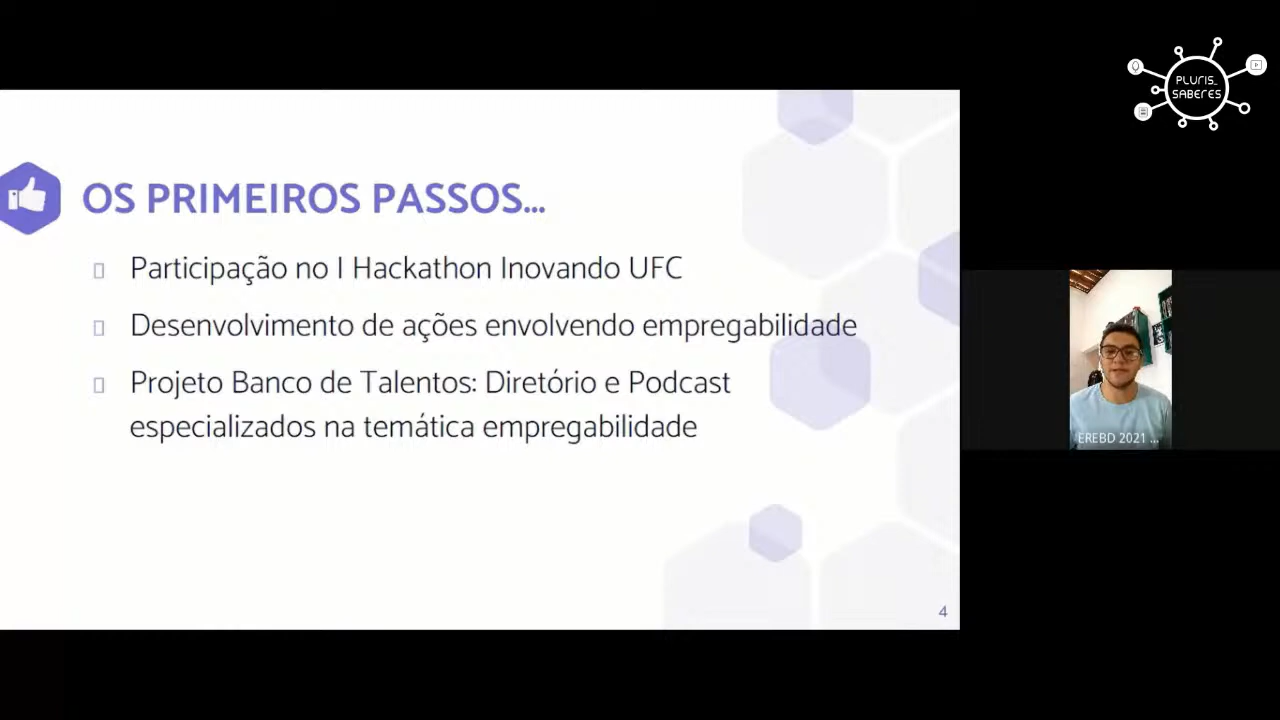 PLURIS_
SABERES
OS PRIMEIROS PASSOS...
Participação no I Hackathon Inovando UFC
Desenvolvimento de ações envolvendo empregabilidade
Projeto Banco de Talentos: Diretório e Podcast
especializados na temática empregabilidade
EREBD 2021 ...
4